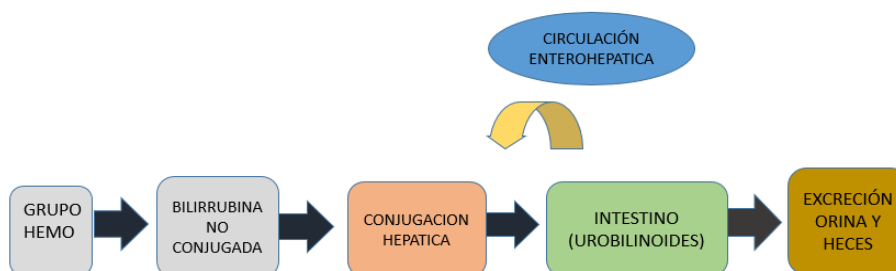 CIRCULACIÓN
ENTEROHEPATICA
GRUPO
HEMO
BILIRRUBINA
NO
CONJUGADA
CONJUGACION
HEPATICA
INTESTINO
(UROBILINOIDES)
EXCRECIÓN
ORINA Y
HECES